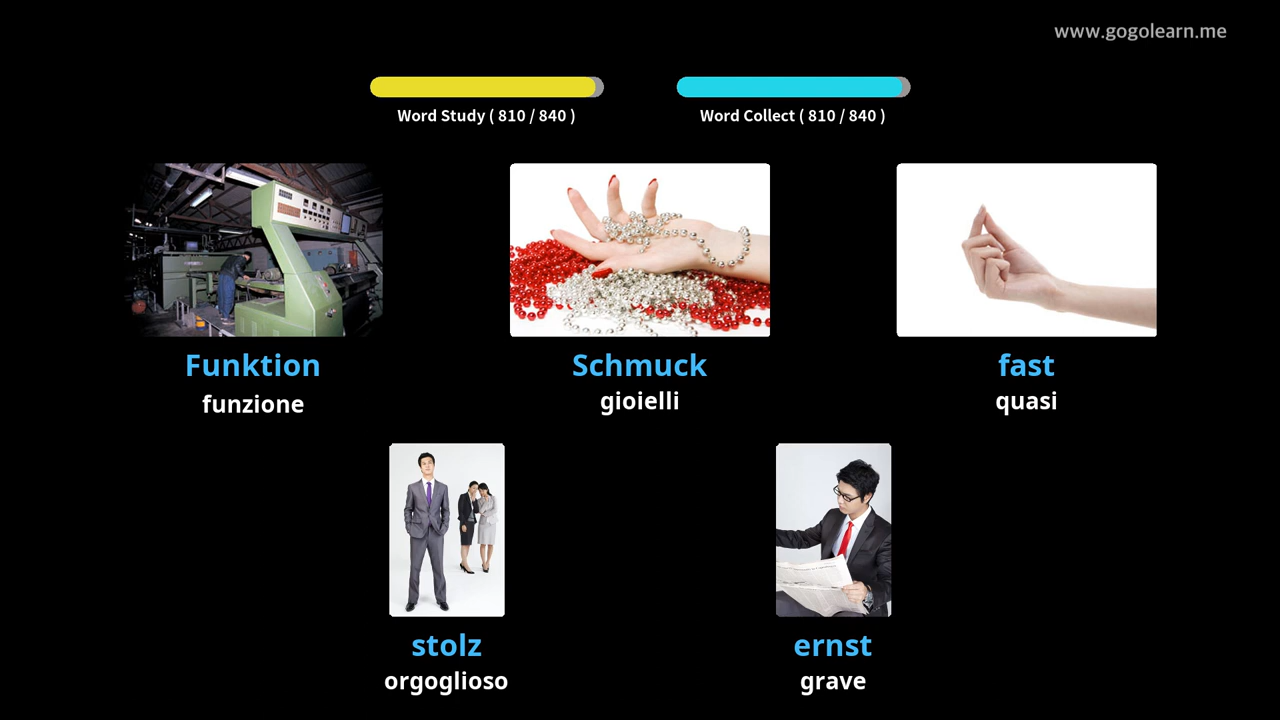 www.gogolearn.me
Word Study ( 810 / 840 )
Word Collect ( 810 / 840 )
Funktion
funzione
Schmuck
gioielli
fast
quasi
stolz
orgoglioso
ernst
grave